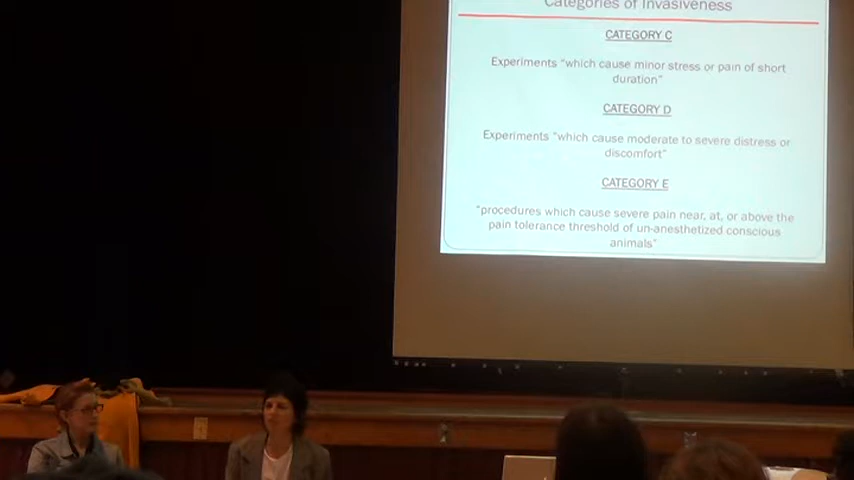 Categories of Invasiveness
CATEGORY C
Experiments “which cause minor stress or pain of short
duration”
CATEGORY D
Experiments “which cause moderate to severe distress or
discomfort”
CATEGORY E
“procedures which cause severe pain near, at, or above the
pain tolerance threshold of un-anesthetized conscious
animals”